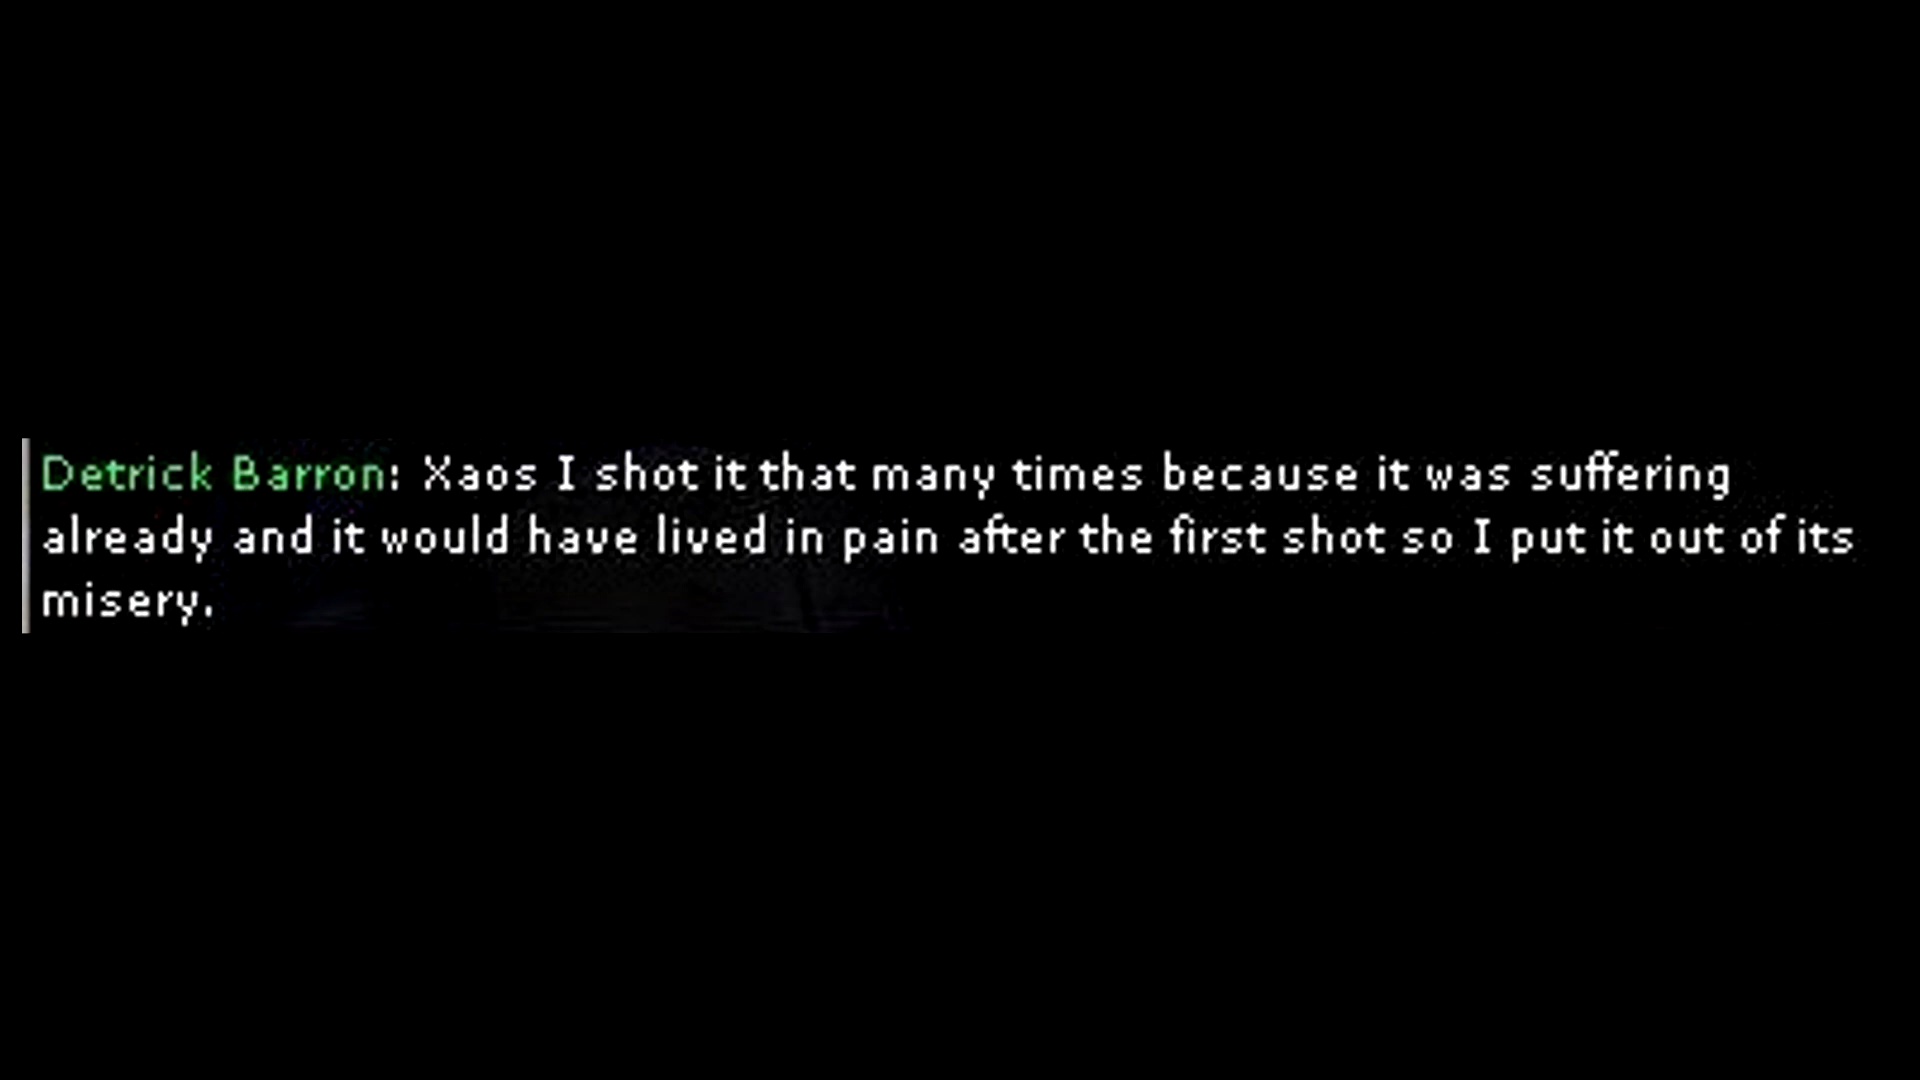 Detrick Barron: Xaos I shot it that many times because it was suffering
already and it would have lived in pain after the first shot so I put it out of its
misery.